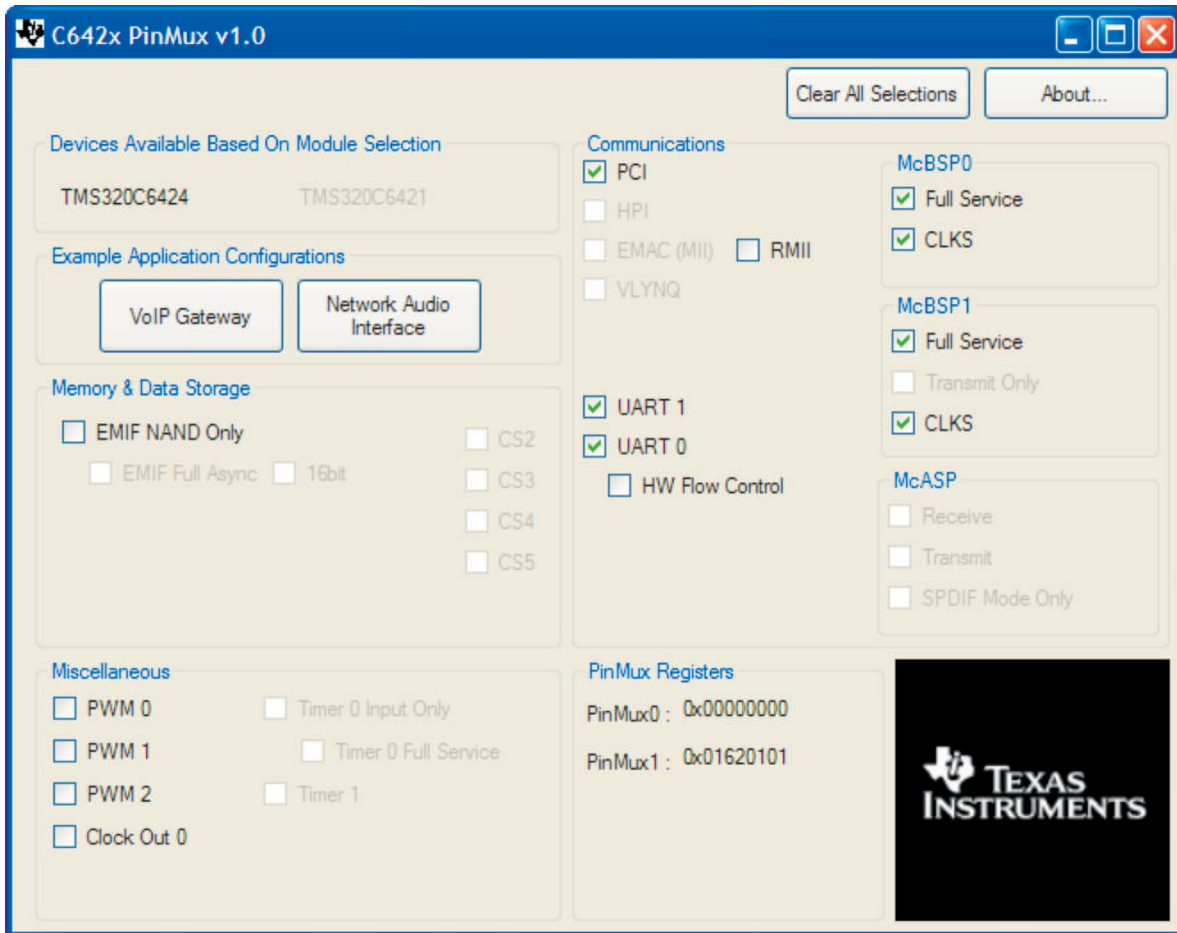 C642x PinMux v1.0
Clear All Selections
About...
Devices Available Based On Module Selection
TMS320C6424
TMS320C6421
Example Application Configurations
VoIP Gateway
Network Audio
Interface
Memory & Data Storage
EMIF NAND Only
EMIF Full Async
16bit
CS2
CS3
CS4
CS5
Communications
PCI
HPI
EMAC (MII)
RMII
VLYNQ
UART 1
UART 0
HW Flow Control
McBSP0
Full Service
CLKS
McBSP1
Full Service
Transmit Only
CLKS
McASP
Receive
Transmit
SPDIF Mode Only
Miscellaneous
PWM 0
Timer 0 Input Only
PWM 1
Timer 0 Full Service
PWM 2
Timer 1
Clock Out 0
PinMux Registers
PinMux0 : 0x00000000
PinMux1 : 0x01620101
TEXAS
INSTRUMENTS